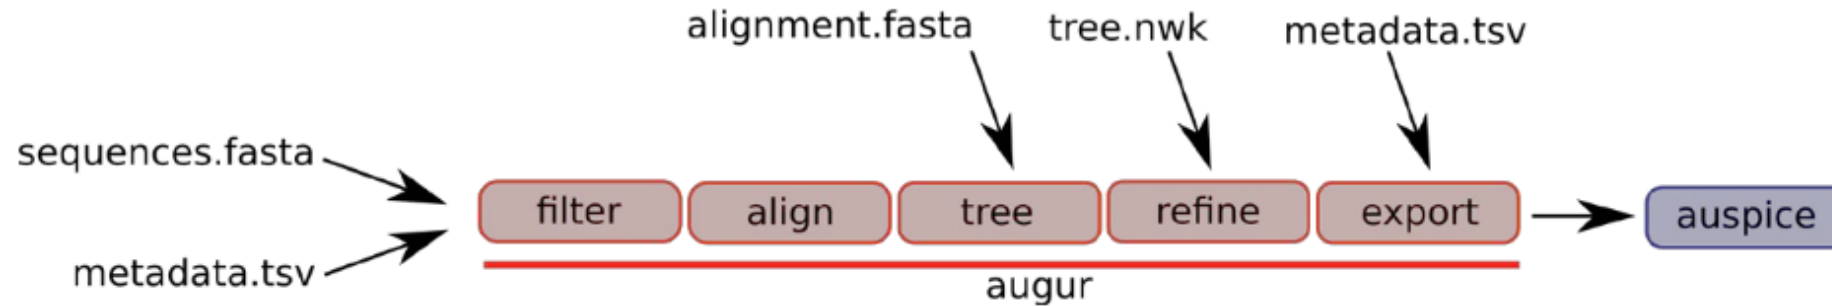 alignment.fasta tree.nwk metadata.tsv
sequences.fasta
filter align tree refine export auspice
metadata.tsv
augur